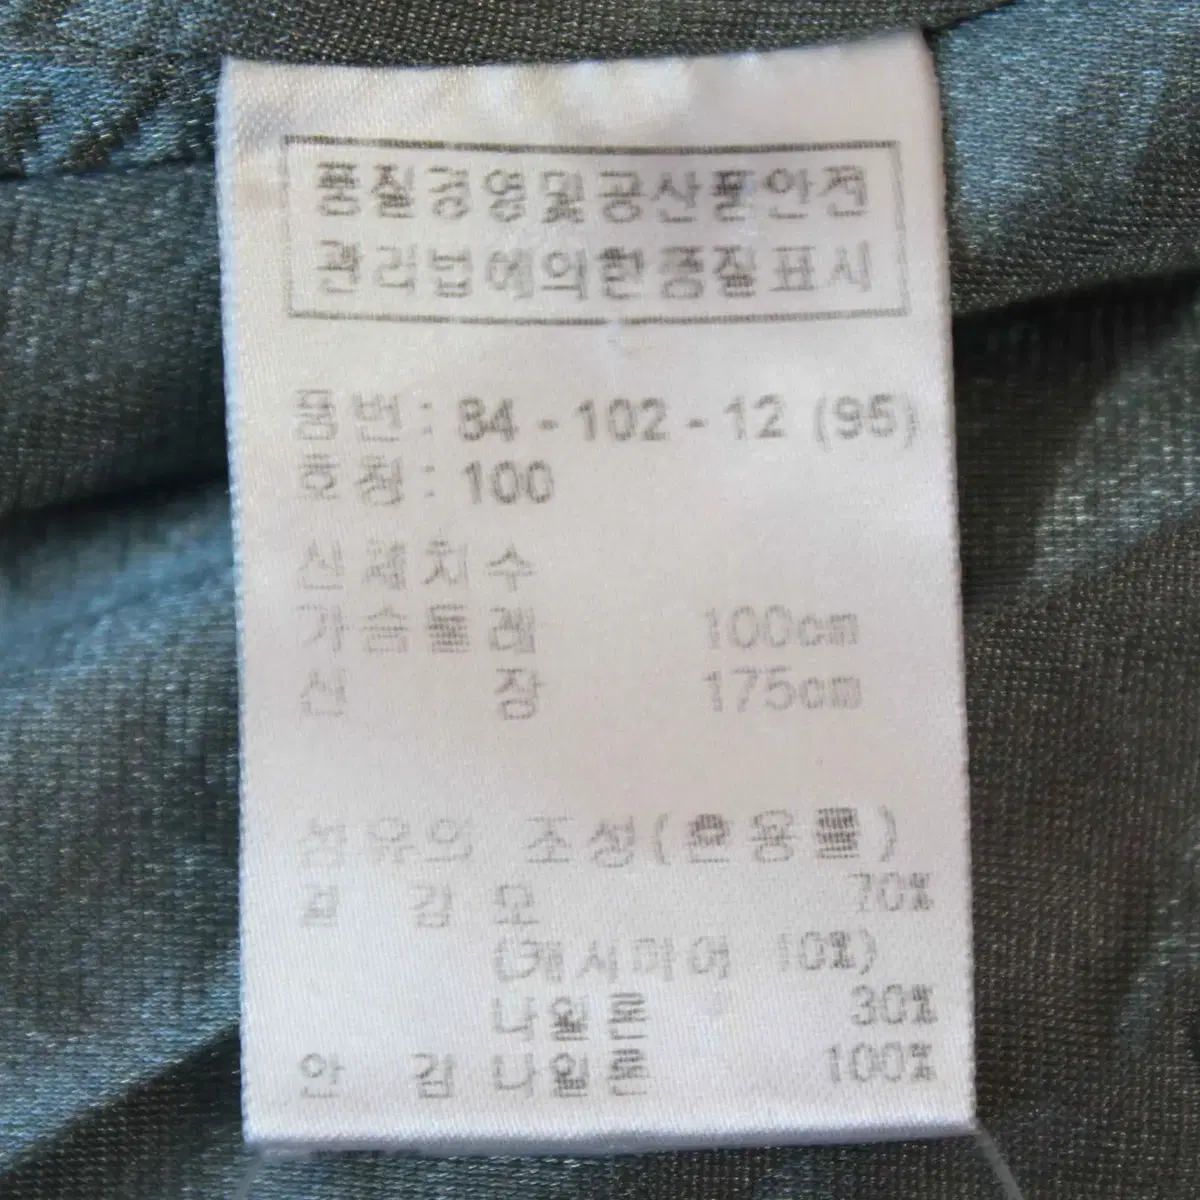 품질경영및공산품안전
관리법에의한품질표시
품번 : 84 - 102 - 12 (95)
호칭 : 100
신체치수
가슴둘레 100cm
신 장 175cm
섬유의 조성(혼용률)
겉 감 모 70%
(캐시미어 10%)
나일론 30%
안 감 나일론 100%